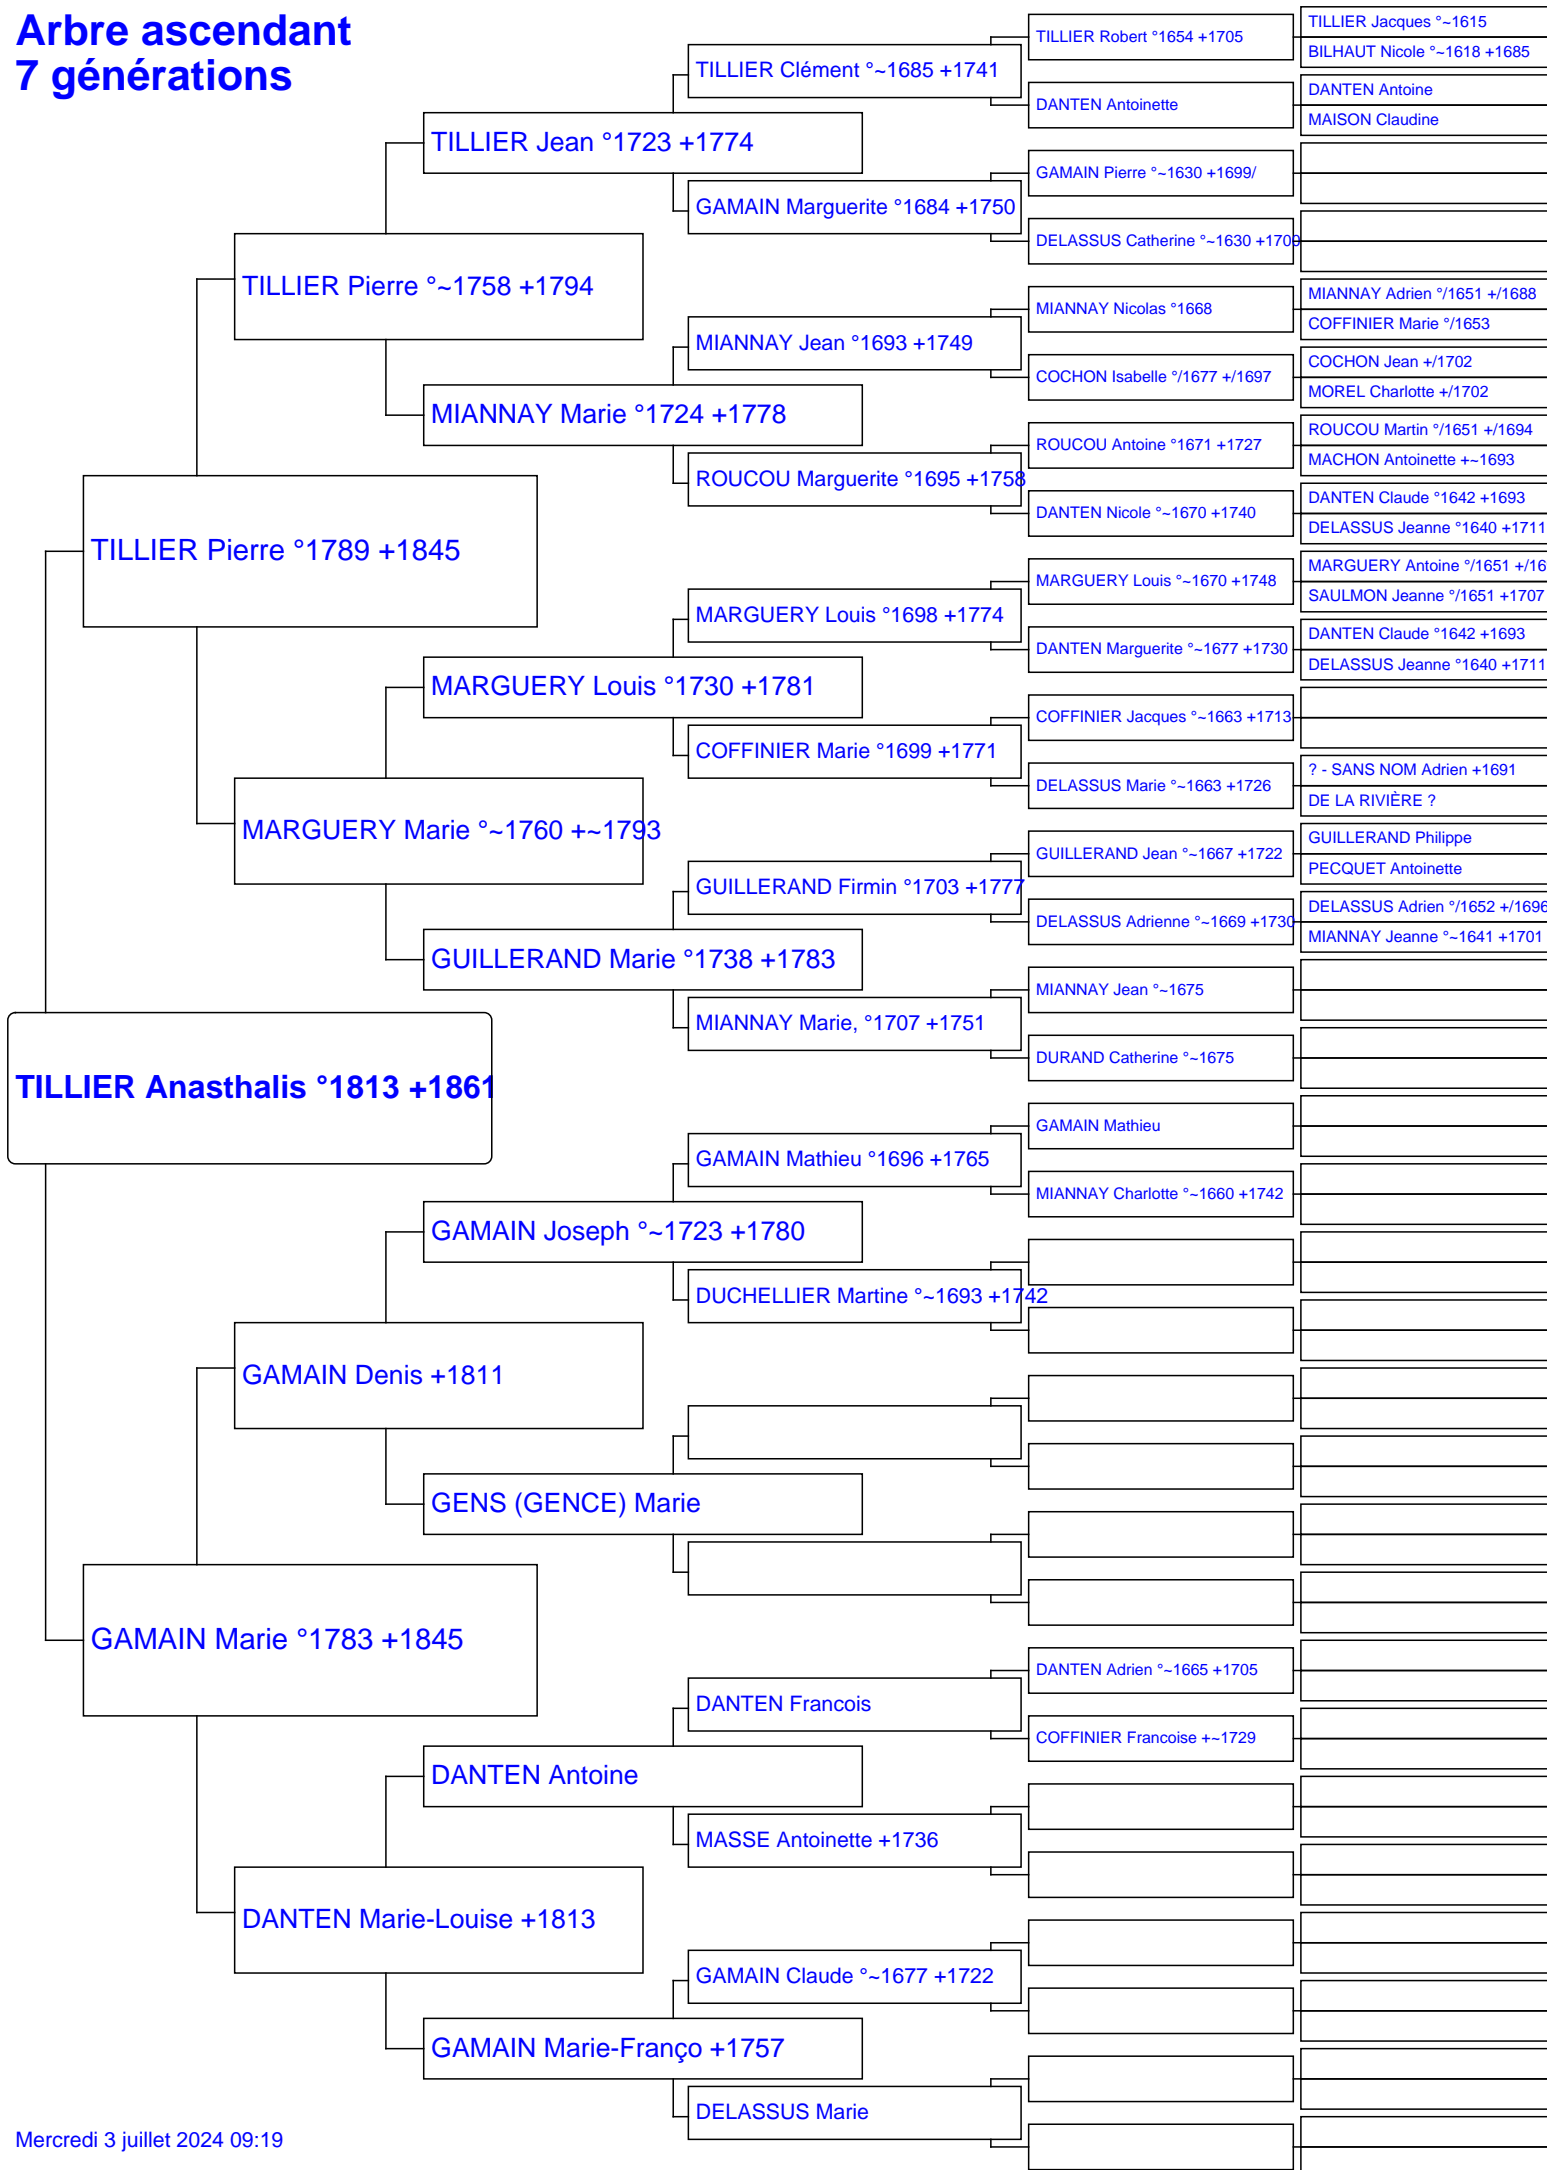 Arbre ascendant
7 générations
TILLIER Anasthalis °1813 +1861
TILLIER Pierre °1789 +1845
GAMAIN Marie °1783 +1845
TILLIER Pierre °~1758 +1794
MARGUERY Marie °~1760 +~1793
GAMAIN Denis +1811
DANTEN Marie-Louise +1813
TILLIER Jean °1723 +1774
MIANNAY Marie °1724 +1778
MARGUERY Louis °1730 +1781
GUILLERAND Marie °1738 +1783
GAMAIN Joseph °~1723 +1780
GENS (GENCE) Marie
DANTEN Antoine
GAMAIN Marie-Franço +1757
TILLIER Clément °~1685 +1741
GAMAIN Marguerite °1684 +1750
MIANNAY Jean °1693 +1749
ROUCOU Marguerite °1695 +1758
MARGUERY Louis °1698 +1774
COFFINIER Marie °1699 +1771
GUILLERAND Firmin °1703 +1777
MIANNAY Marie, °1707 +1751
GAMAIN Mathieu °1696 +1765
DUCHELLIER Martine °~1693 +1742
DANTEN Francois
MASSE Antoinette +1736
GAMAIN Claude °~1677 +1722
DELASSUS Marie
TILLIER Robert °1654 +1705
DANTEN Antoinette
GAMAIN Pierre °~1630 +1699/
DELASSUS Catherine °~1630 +1700
MIANNAY Nicolas °1668
COCHON Isabelle °/1677 +/1697
ROUCOU Antoine °1671 +1727
DANTEN Nicole °~1670 +1740
MARGUERY Louis °~1670 +1748
DANTEN Marguerite °~1677 +1730
COFFINIER Jacques °~1663 +1713
DELASSUS Marie °~1663 +1726
GUILLERAND Jean °~1667 +1722
DELASSUS Adrienne °~1669 +1730
MIANNAY Jean °~1675
DURAND Catherine °~1675
GAMAIN Mathieu
MIANNAY Charlotte °~1660 +1742
DANTEN Adrien °~1665 +1705
COFFINIER Francoise +~1729
TILLIER Jacques °~1615
BILHAUT Nicole °~1618 +1685
DANTEN Antoine
MAISON Claudine
MIANNAY Adrien °/1651 +/1688
COFFINIER Marie °/1653
COCHON Jean +/1702
MOREL Charlotte +/1702
ROUCOU Martin °/1651 +/1694
MACHON Antoinette +~1693
DANTEN Claude °1642 +1693
DELASSUS Jeanne °1640 +1711
MARGUERY Antoine °/1651 +/16
SAULMON Jeanne °/1651 +1707
DANTEN Claude °1642 +1693
DELASSUS Jeanne °1640 +1711
? - SANS NOM Adrien +1691
DE LA RIVIÈRE ?
GUILLERAND Philippe
PECQUET Antoinette
DELASSUS Adrien °/1652 +/1696
MIANNAY Jeanne °~1641 +1701
Mercredi 3 juillet 2024 09:19